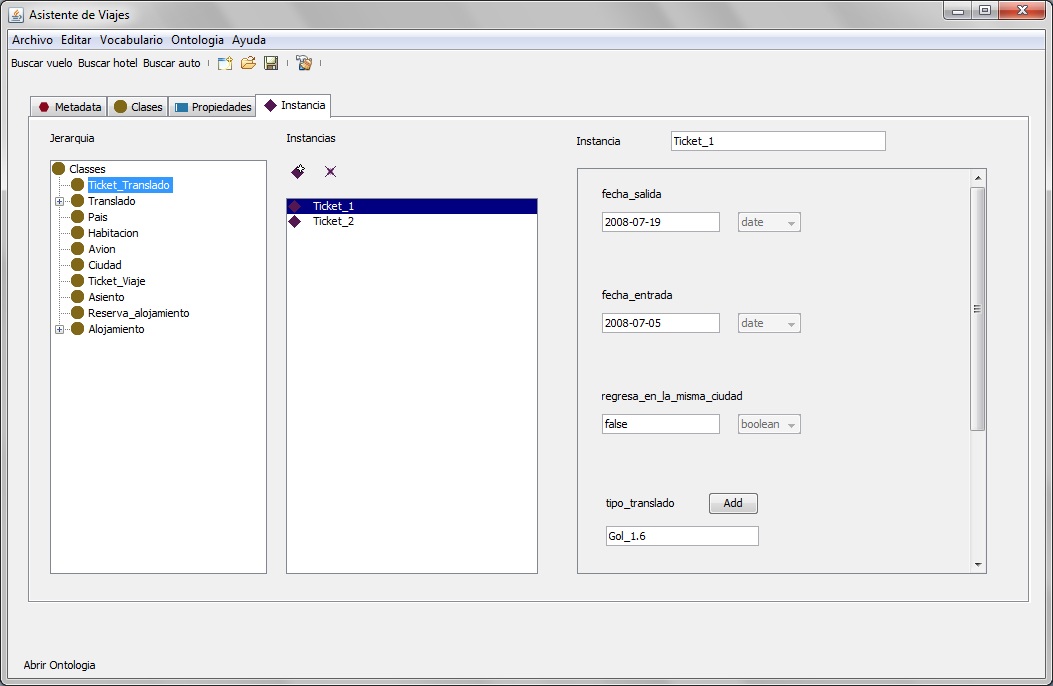 Asistente de Viajes
Archivo Editar Vocabulario Ontologia Ayuda
Buscar vuelo Buscar hotel Buscar auto
Metadata Clases Propiedades Instancia
Jerarquia
Classes
Ticket_Translado
Translado
Pais
Habitacion
Avion
Ciudad
Ticket_Viaje
Asiento
Reserva_alojamiento
Alojamiento
Instancias
Ticket_1
Ticket_2
Instancia Ticket_1
fecha_salida
2008-07-19 date
fecha_entrada
2008-07-05 date
regresa_en_la_misma_ciudad
false boolean
tipo_translado Add
Gol_1.6
Abrir Ontologia